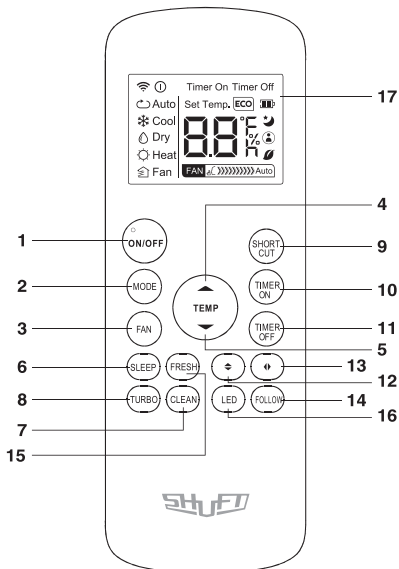 Timer On Timer Off
Auto Set Temp. ECO
Cool
Dry
Heat
Fan
88 °F % h
FAN Auto
17
4
1 ON/OFF
SHORT CUT 9
2 MODE
TEMP
TIMER ON 10
3 FAN
TIMER OFF 11
5
6 SLEEP FRESH
13
12
8 TURBO CLEAN LED FOLLOW 14
7
16
15
SHUFT